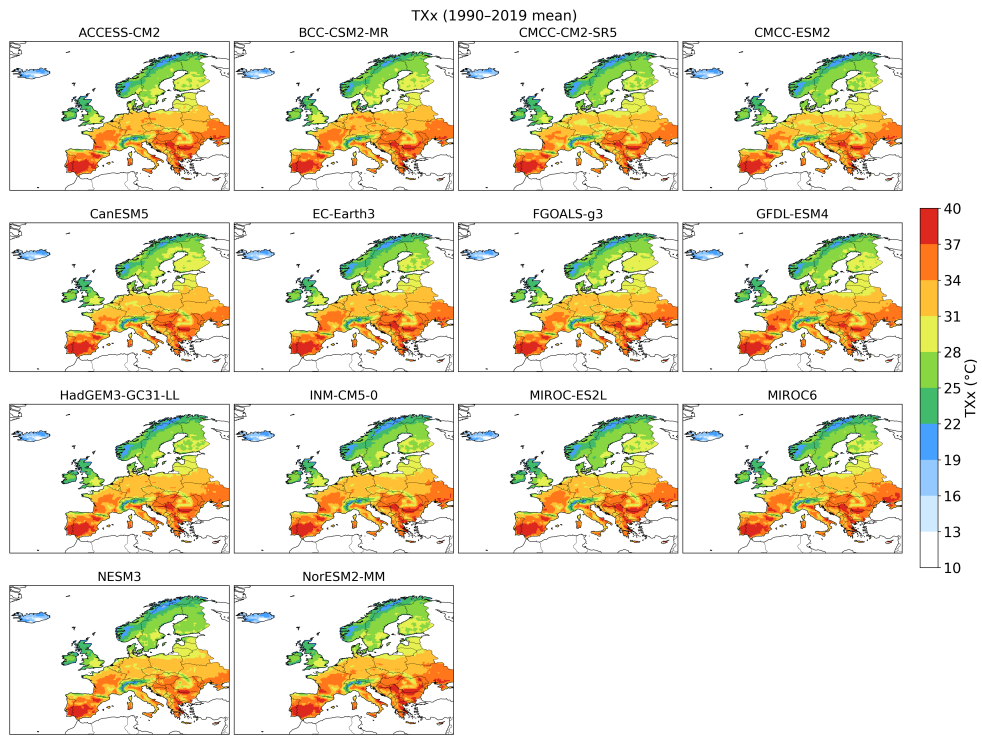 TXx (1990–2019 mean)
ACCESS-CM2
BCC-CSM2-MR
CMCC-CM2-SR5
CMCC-ESM2
CanESM5
EC-Earth3
FGOALS-g3
GFDL-ESM4
HadGEM3-GC31-LL
INM-CM5-0
MIROC-ES2L
MIROC6
NESM3
NorESM2-MM
40
37
34
31
28
25
22
19
16
13
10
TXx (°C)